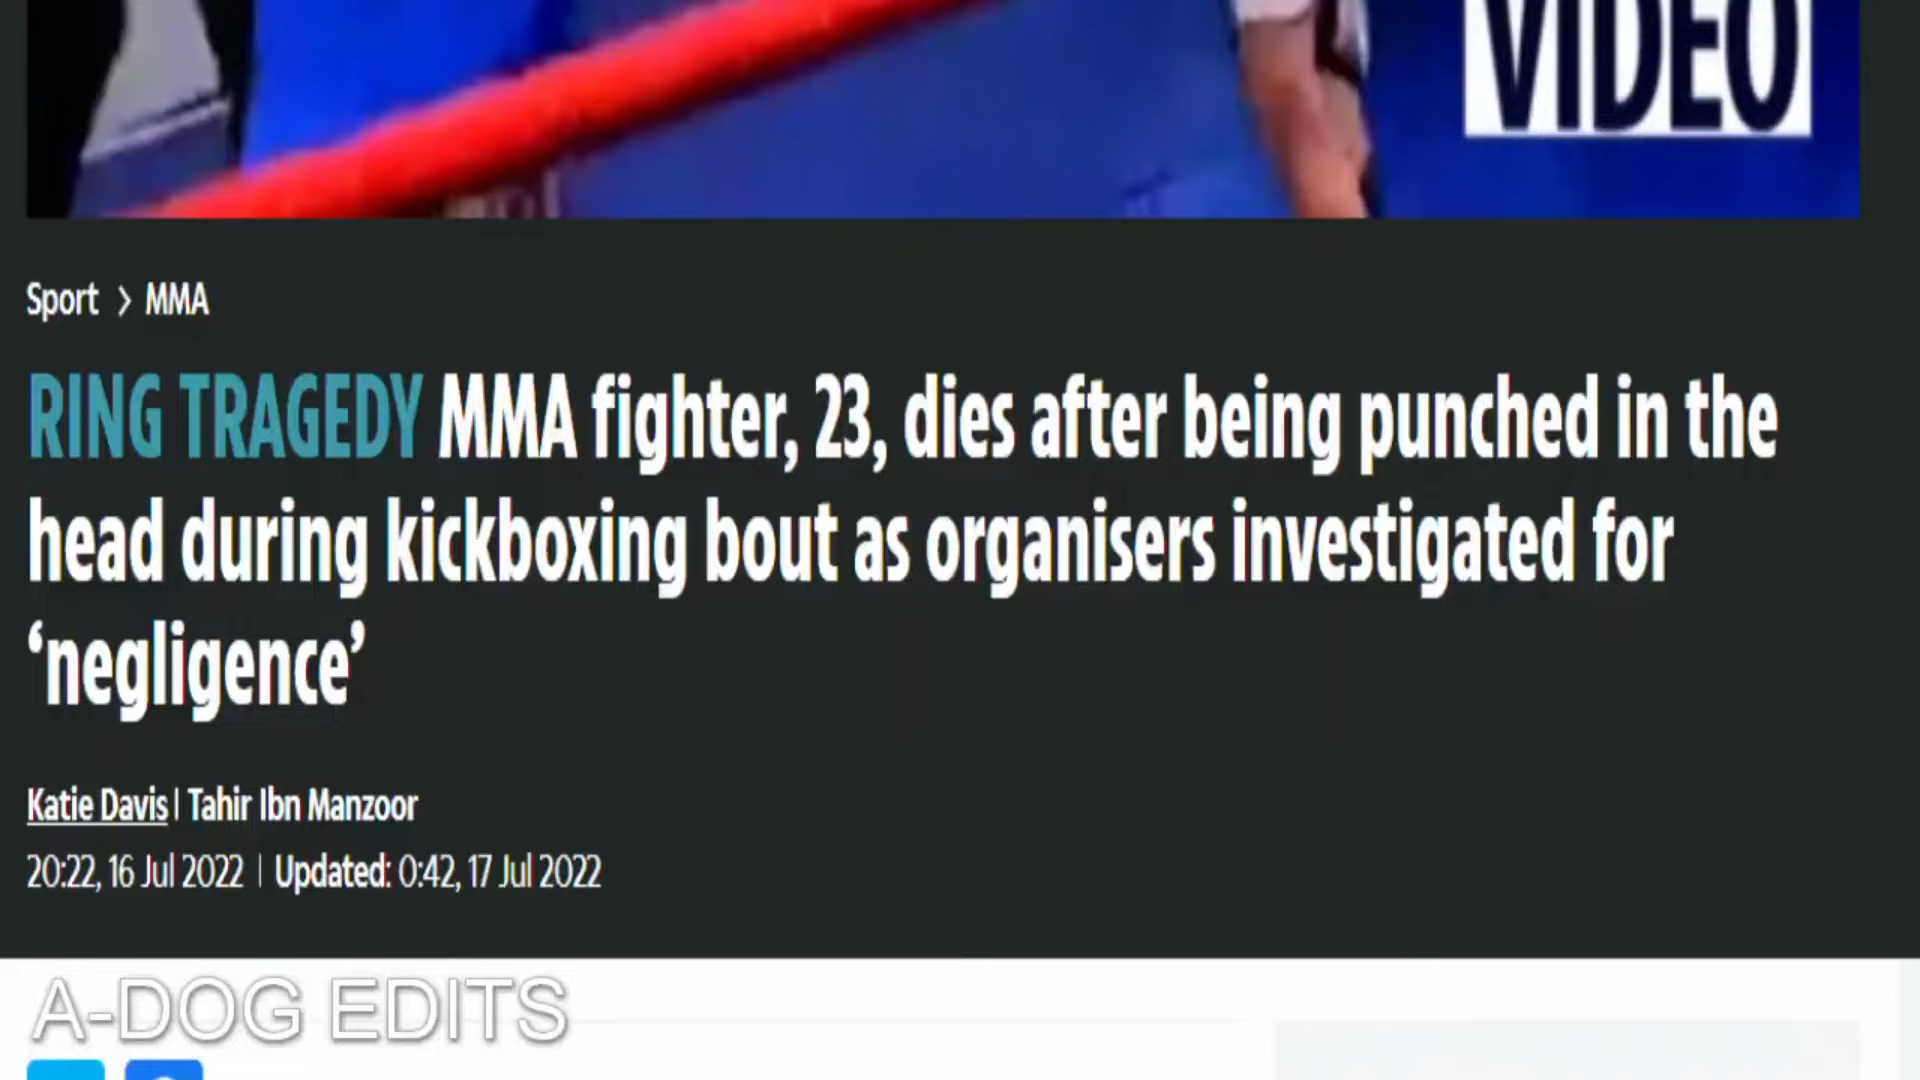 VIDEO
Sport > MMA
RING TRAGEDY MMA fighter, 23, dies after being punched in the
head during kickboxing bout as organisers investigated for
‘negligence’
Katie Davis | Tahir Ibn Manzoor
20:22, 16 Jul 2022 | Updated: 0:42, 17 Jul 2022
A-DOG EDITS